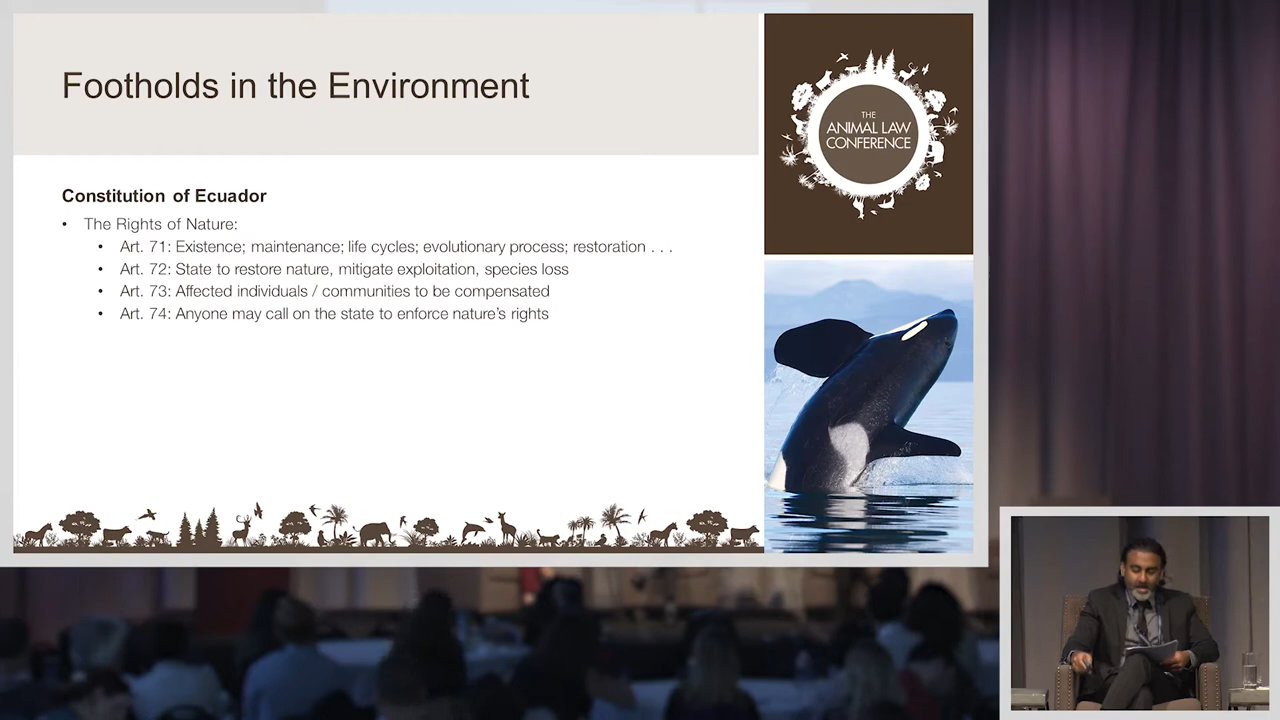 Footholds in the Environment
THE
ANIMAL LAW
CONFERENCE
Constitution of Ecuador
• The Rights of Nature:
• Art. 71: Existence; maintenance; life cycles; evolutionary process; restoration . . .
• Art. 72: State to restore nature, mitigate exploitation, species loss
• Art. 73: Affected individuals / communities to be compensated
• Art. 74: Anyone may call on the state to enforce nature’s rights